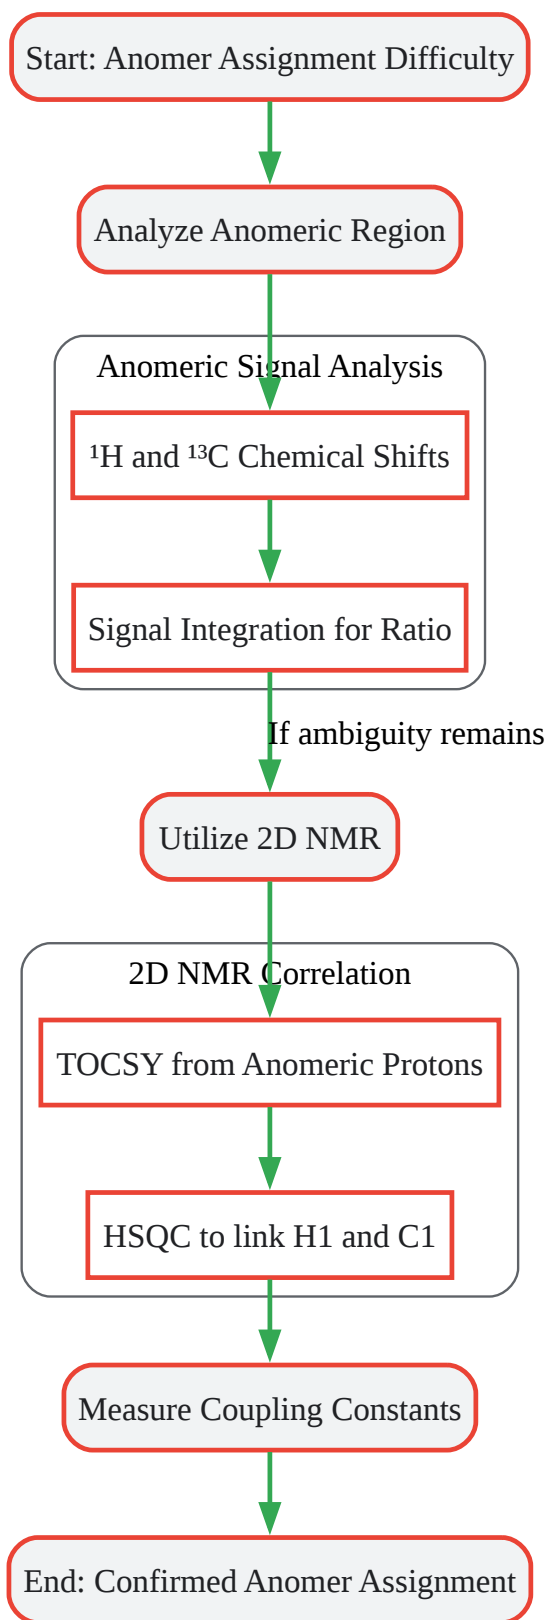 Start: Anomer Assignment Difficulty
Analyze Anomeric Region
Anomeric Signal Analysis
¹H and ¹³C Chemical Shifts
Signal Integration for Ratio
If ambiguity remains
Utilize 2D NMR
2D NMR Correlation
TOCSY from Anomeric Protons
HSQC to link H1 and C1
Measure Coupling Constants
End: Confirmed Anomer Assignment